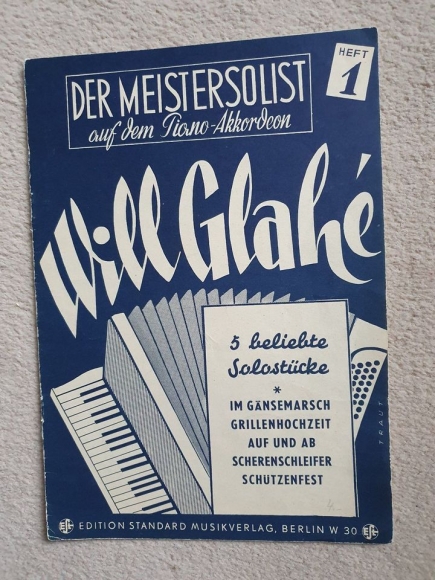 HEFT
1
DER MEISTERSOLIST
auf dem Piano-Akkordeon
Will Glahé
5 beliebte
Solostücke
*
IM GÄNSEMARSCH
GRILLENHOCHZEIT
AUF UND AB
SCHERENSCHLEIFER
SCHÜTZENFEST
TRAUT
EDITION STANDARD MUSIKVERLAG, BERLIN W 30